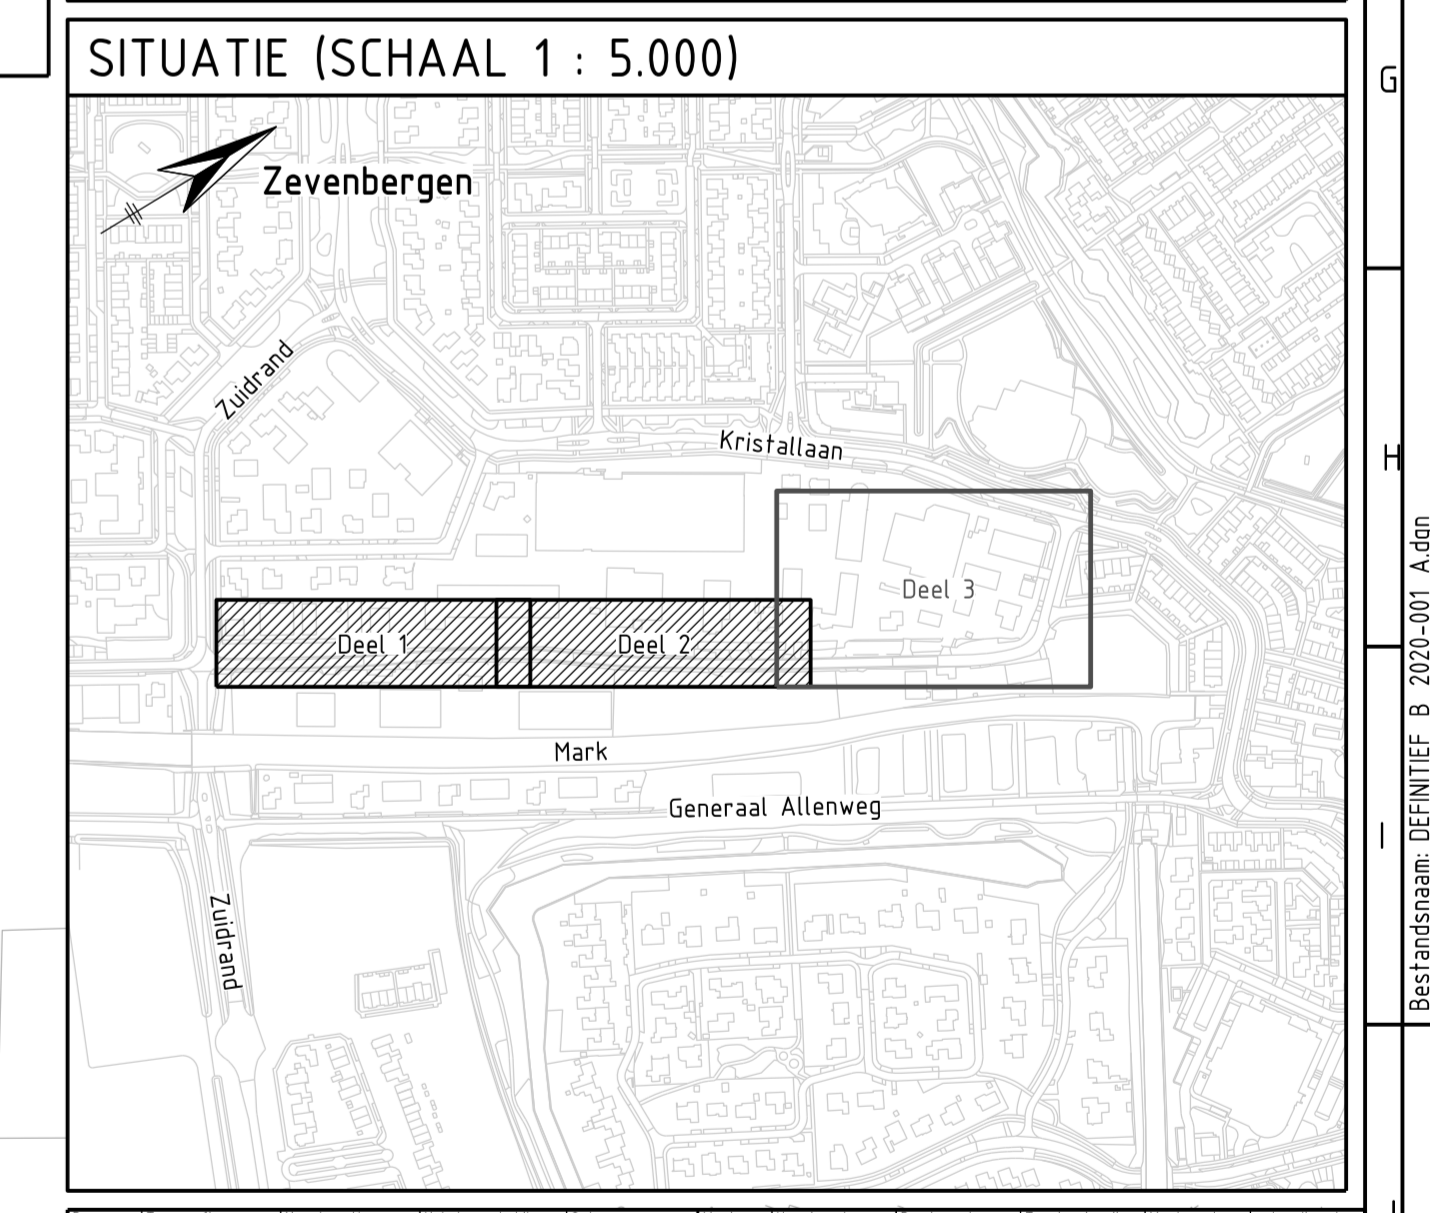 SITUATIE (SCHAAL 1 : 5.000)
G
Zevenbergen
Zuidrand
Kristallaan
H
Deel 3
Deel 1
Deel 2
Mark
Generaal Allenweg
I
Zuidrand
Bestandsnaam: DEFINITIEF B 2020-001 A.dgn